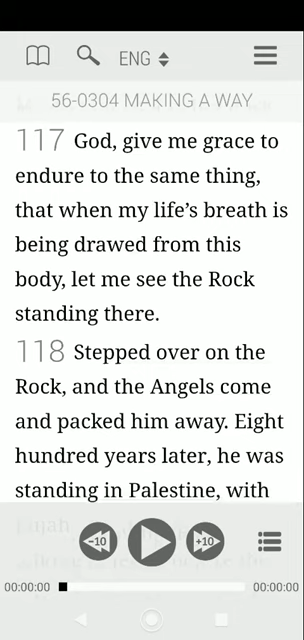 ENG
56-0304 MAKING A WAY
117 God, give me grace to
endure to the same thing,
that when my life's breath is
being drawed from this
body, let me see the Rock
standing there.
118 Stepped over on the
Rock, and the Angels come
and packed him away. Eight
hundred years later, he was
standing in Palestine, with
Elijah
-10 +10
00:00:00 00:00:00